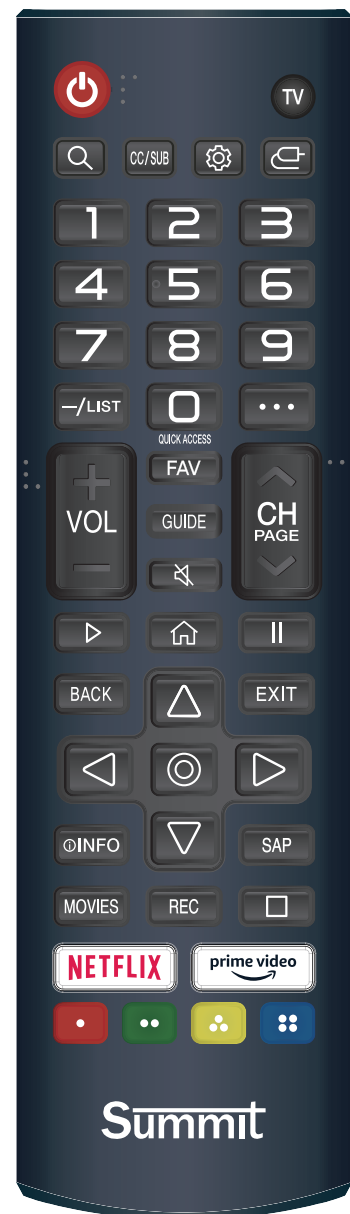 TV
CC/SUB
1 2 3
4 5 6
7 8 9
–/LIST 0 •••
QUICK ACCESS
+ FAV
VOL GUIDE CH
PAGE
–
BACK EXIT
INFO SAP
MOVIES REC
NETFLIX prime video
Summit